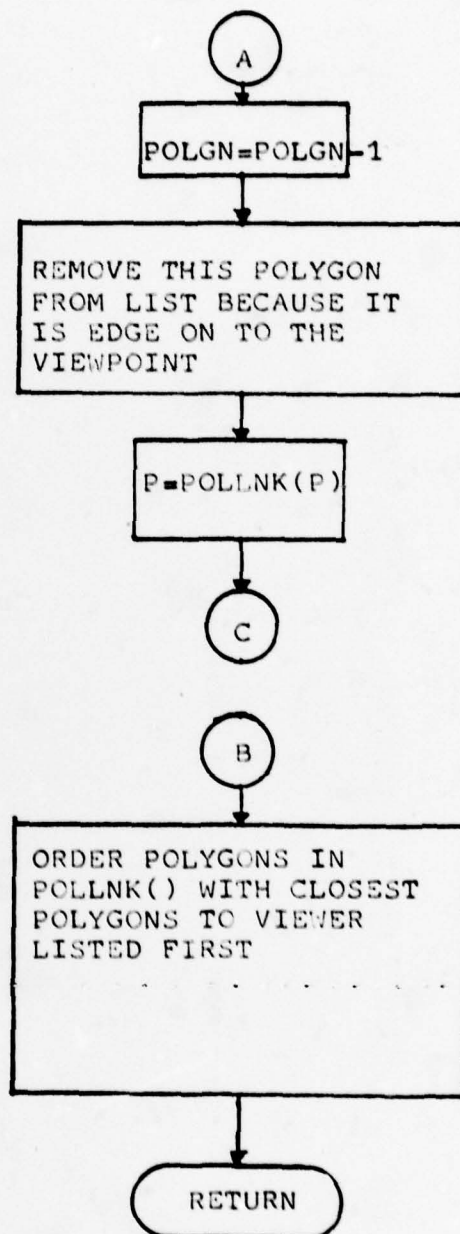 A
POLGN=POLGN-1
REMOVE THIS POLYGON
FROM LIST BECAUSE IT
IS EDGE ON TO THE
VIEWPOINT
P=POLLNK(P)
C
B
ORDER POLYGONS IN
POLLNK() WITH CLOSEST
POLYGONS TO VIEWER
LISTED FIRST
RETURN